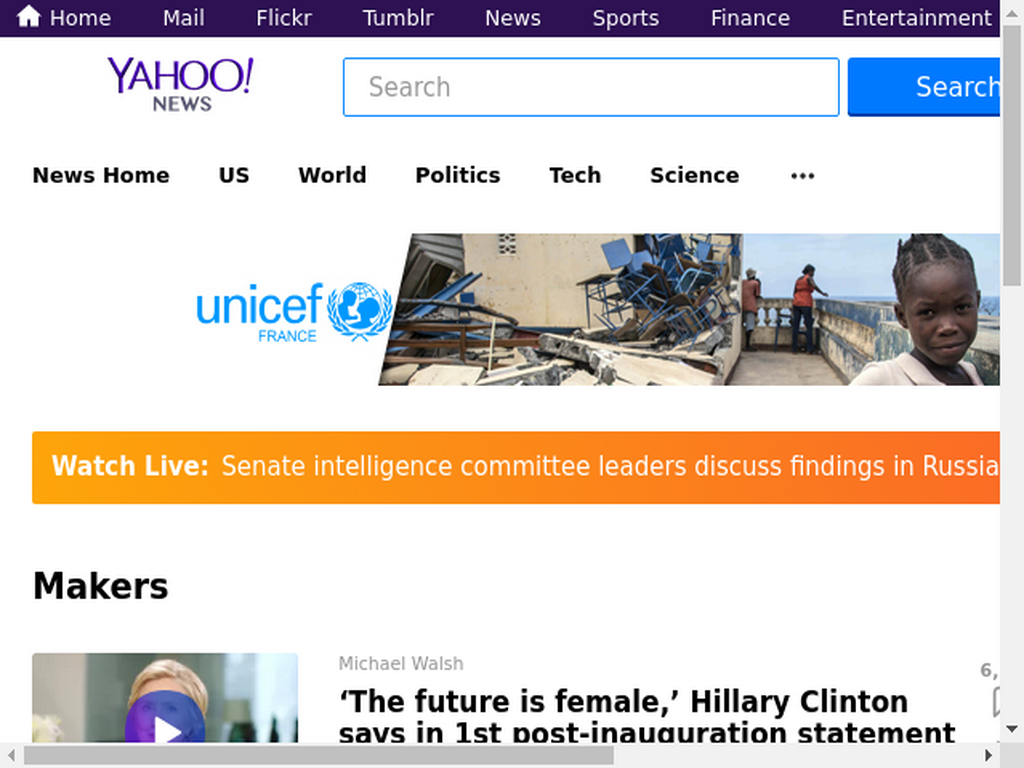 Home Mail Flickr Tumblr News Sports Finance Entertainment
YAHOO!
NEWS
Search
Search
News Home US World Politics Tech Science •••
unicef
FRANCE
Watch Live: Senate intelligence committee leaders discuss findings in Russia
Makers
Michael Walsh
6,
‘The future is female,’ Hillary Clinton
says in 1st post-inauguration statement